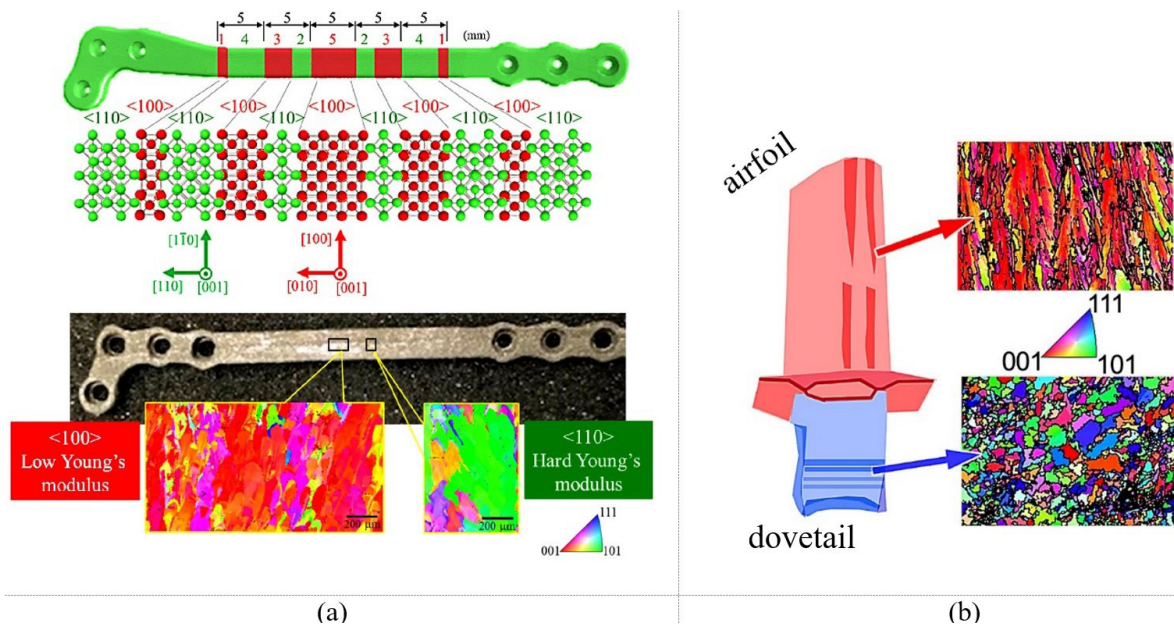 5 5 5 5 5
1 4 3 2 5 2 3 4 1 (mm)
<100> <100> <100> <100> <100>
<110> <110> <110> <110> <110> <110>
[11̄0] [100]
[110] [001] [010] [001]
<100>
Low Young's
modulus
200 μm
200 μm
<110>
Hard Young's
modulus
111
001 101
(a)
airfoil
111
001 101
dovetail
(b)